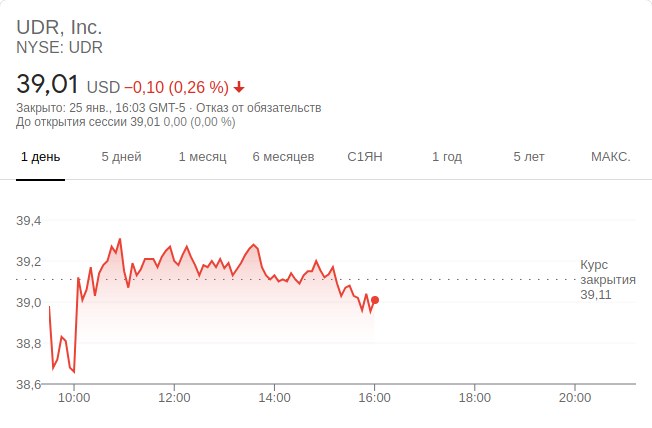 UDR, Inc.
NYSE: UDR
39,01 USD −0,10 (0,26 %)
Закрыто: 25 янв., 16:03 GMT-5 · Отказ от обязательств
До открытия сессии 39,01 0,00 (0,00 %)
1 день 5 дней 1 месяц 6 месяцев С1ЯН 1 год 5 лет МАКС.
39,4
39,2
39,0
38,8
38,6
Курс
закрытия
39,11
10:00 12:00 14:00 16:00 18:00 20:00